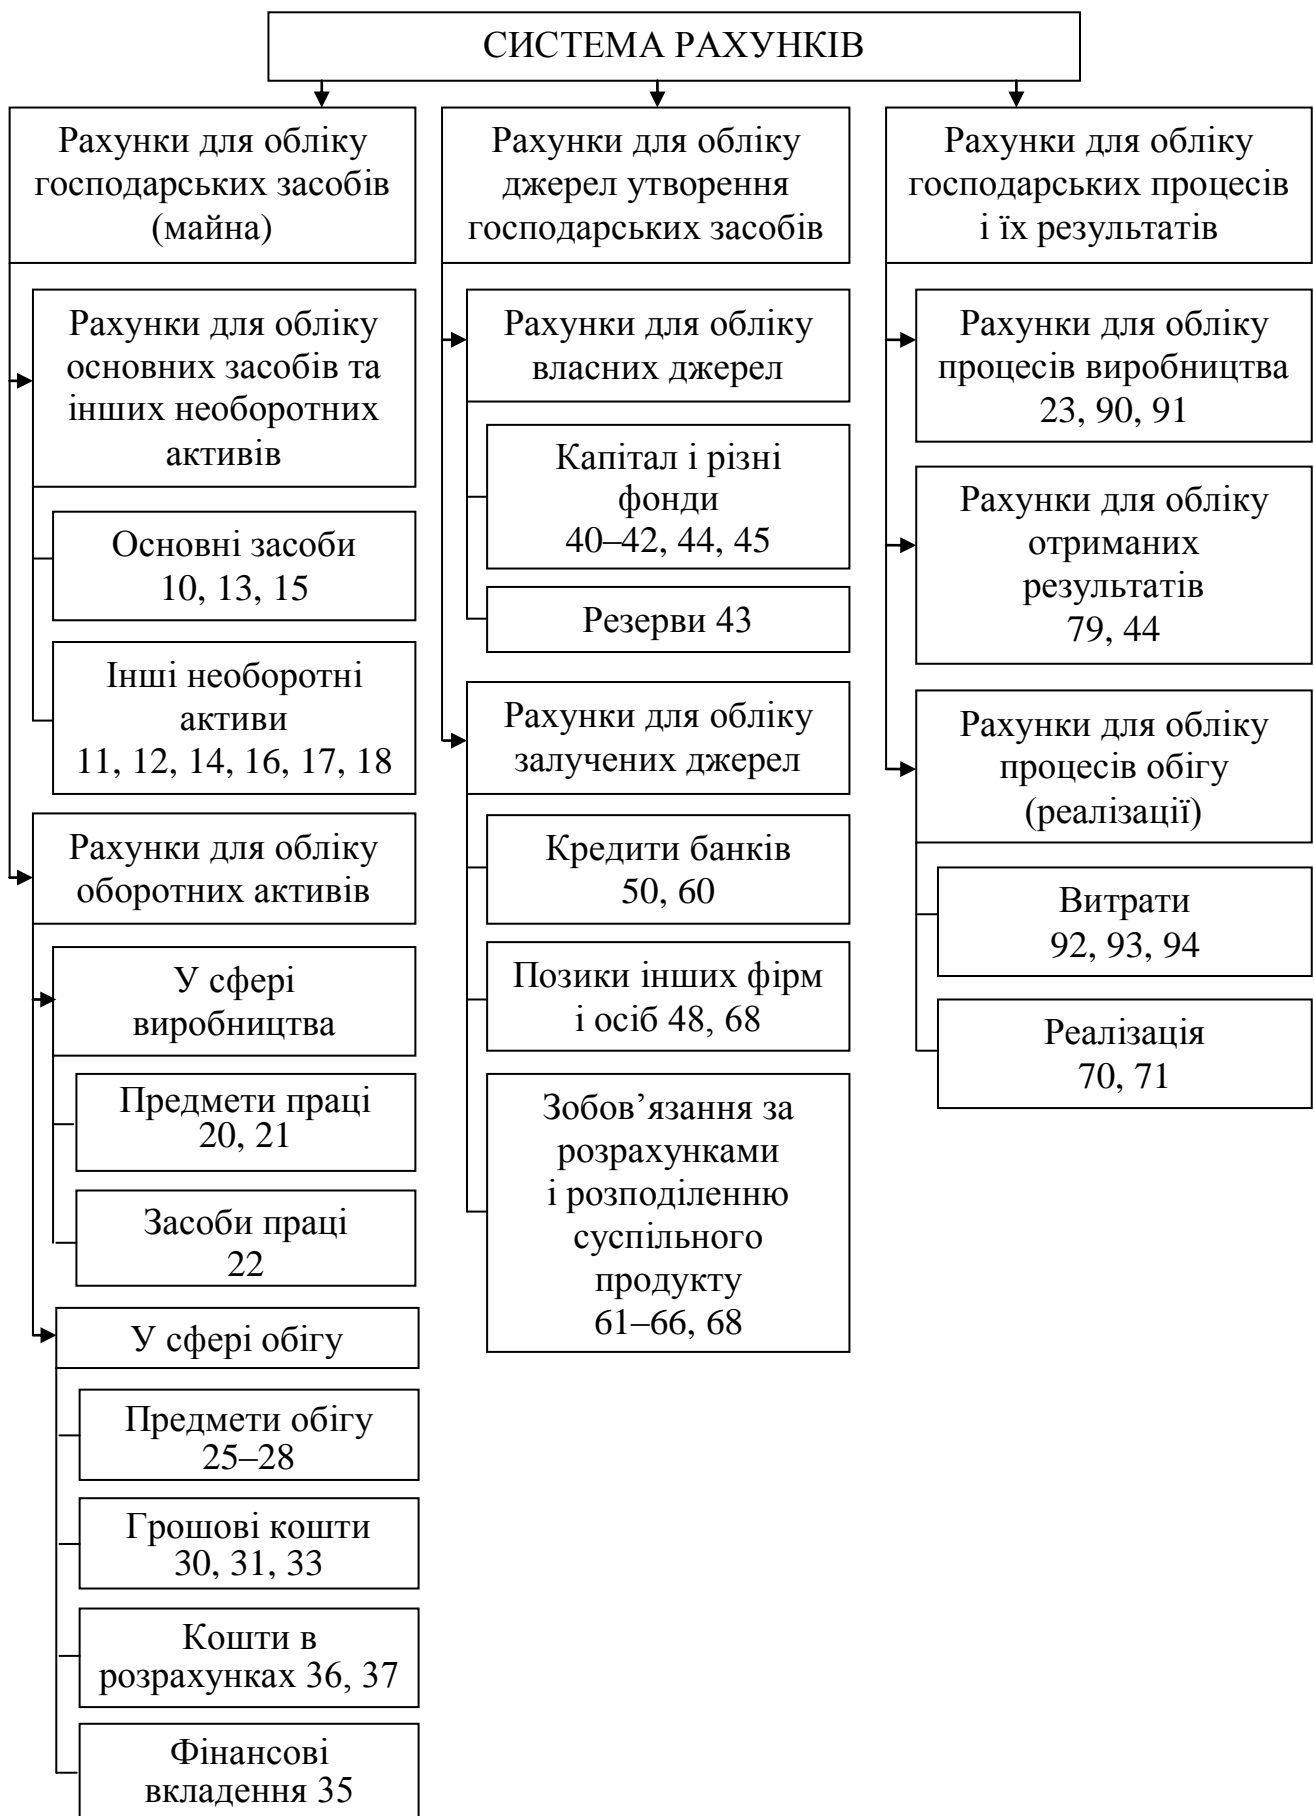 СИСТЕМА РАХУНКІВ
Рахунки для обліку
господарських засобів
(майна)
Рахунки для обліку
основних засобів та
інших необоротних
активів
Основні засоби
10, 13, 15
Інші необоротні
активи
11, 12, 14, 16, 17, 18
Рахунки для обліку
оборотних активів
У сфері
виробництва
Предмети праці
20, 21
Засоби праці
22
У сфері обігу
Предмети обігу
25–28
Грошові кошти
30, 31, 33
Кошти в
розрахунках 36, 37
Фінансові
вкладення 35
Рахунки для обліку
джерел утворення
господарських засобів
Рахунки для обліку
власних джерел
Капітал і різні
фонди
40–42, 44, 45
Резерви 43
Рахунки для обліку
залучених джерел
Кредити банків
50, 60
Позики інших фірм
і осіб 48, 68
Зобов’язання за
розрахунками
і розподіленню
суспільного
продукту
61–66, 68
Рахунки для обліку
господарських процесів
і їх результатів
Рахунки для обліку
процесів виробництва
23, 90, 91
Рахунки для обліку
отриманих
результатів
79, 44
Рахунки для обліку
процесів обігу
(реалізації)
Витрати
92, 93, 94
Реалізація
70, 71